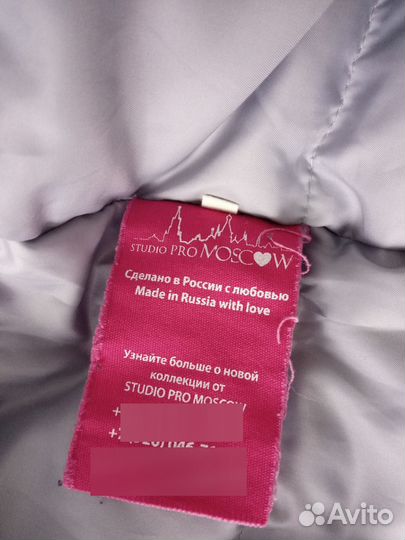 STUDIO PRO MOSCOW
Сделано в России с любовью
Made in Russia with love
Узнайте больше о новой
коллекции от
STUDIO PRO MOSCOW
Avito